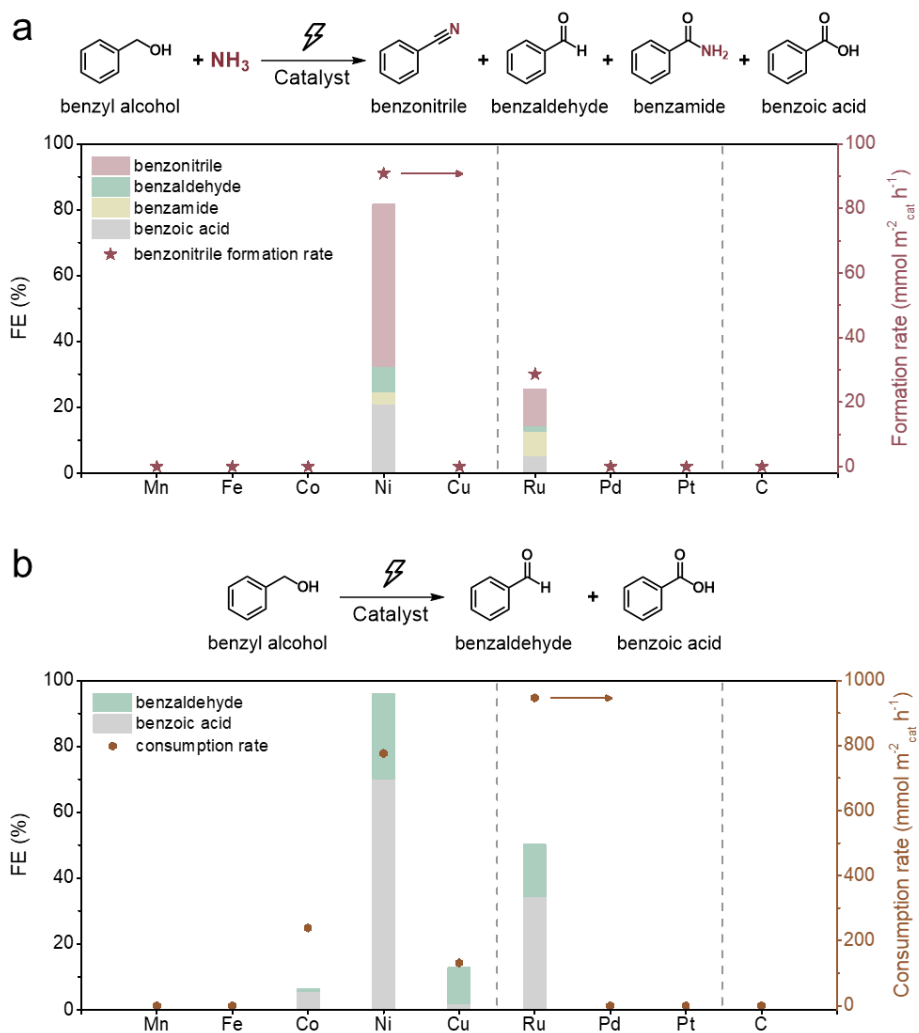 a
OH
+ NH₃
Catalyst
N
+
O
H
+
O
NH₂
+
O
OH
benzyl alcohol
benzonitrile
benzaldehyde
benzamide
benzoic acid
100
80
60
40
20
0
FE (%)
benzonitrile
benzaldehyde
benzamide
benzoic acid
benzonitrile formation rate
100
80
60
40
20
0
Formation rate (mmol m⁻²cat h⁻¹)
Mn Fe Co Ni Cu Ru Pd Pt C
b
OH
Catalyst
O
H
+
O
OH
benzyl alcohol
benzaldehyde
benzoic acid
100
80
60
40
20
0
FE (%)
benzaldehyde
benzoic acid
consumption rate
1000
800
600
400
200
0
Consumption rate (mmol m⁻²cat h⁻¹)
Mn Fe Co Ni Cu Ru Pd Pt C